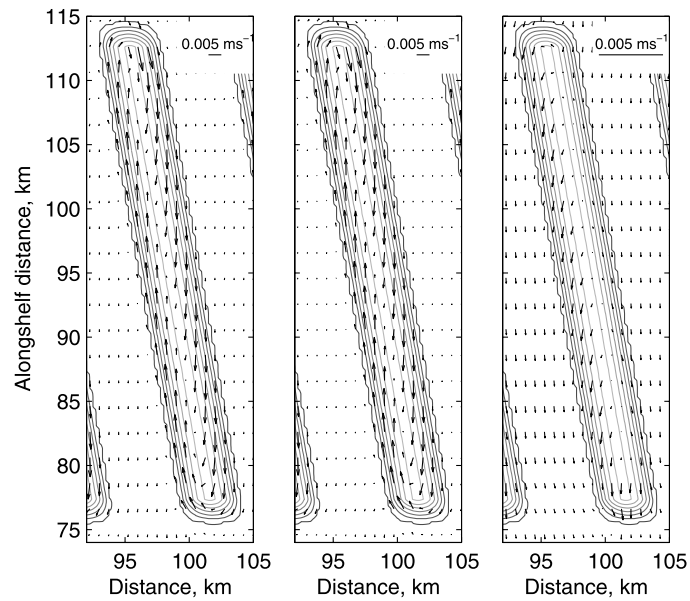 115
110
105
100
95
90
85
80
75
Alongshelf distance, km
0.005 ms⁻¹
0.005 ms⁻¹
0.005 ms⁻¹
95 100 105
95 100 105
95 100 105
Distance, km
Distance, km
Distance, km